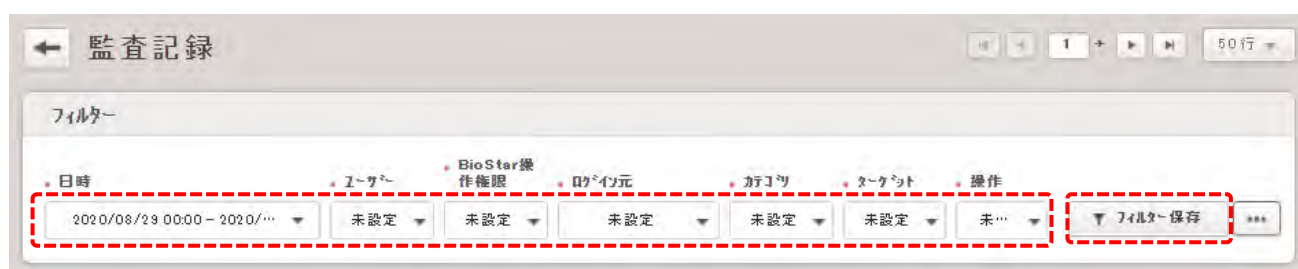 監査記録
1
50行
フィルター
日時
ユーザー
BioStar操
作権限
ログイン元
カテゴリ
ターゲット
操作
2020/08/29 00:00 - 2020/…
未設定
未設定
未設定
未設定
未設定
未…
フィルター保存